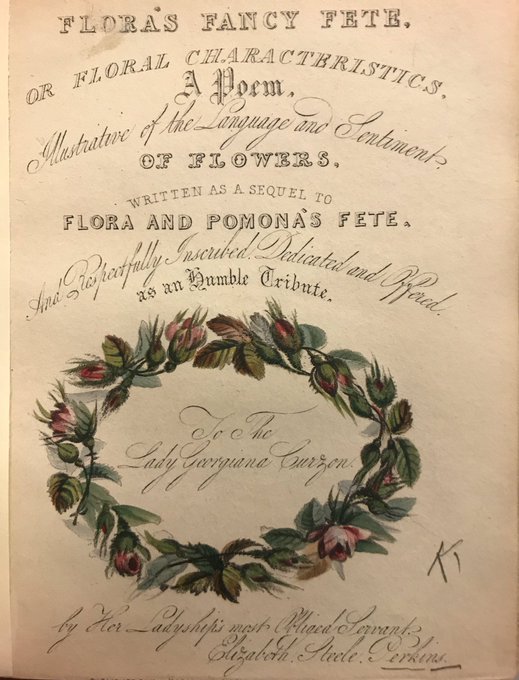 FLORA'S FANCY FETE.
OR FLORAL CHARACTERISTICS.
A Poem.
Illustrative of the Language and Sentiment,
OF FLOWERS.
WRITTEN AS A SEQUEL TO
FLORA AND POMONA'S FETE.
And Respectfully Inscribed, Dedicated and Offered.
as an Humble Tribute.
To The
Lady Georgiana Curzon.
by Her Ladyship's most Obliged Servant.
Elizabeth. Steele. Perkins.